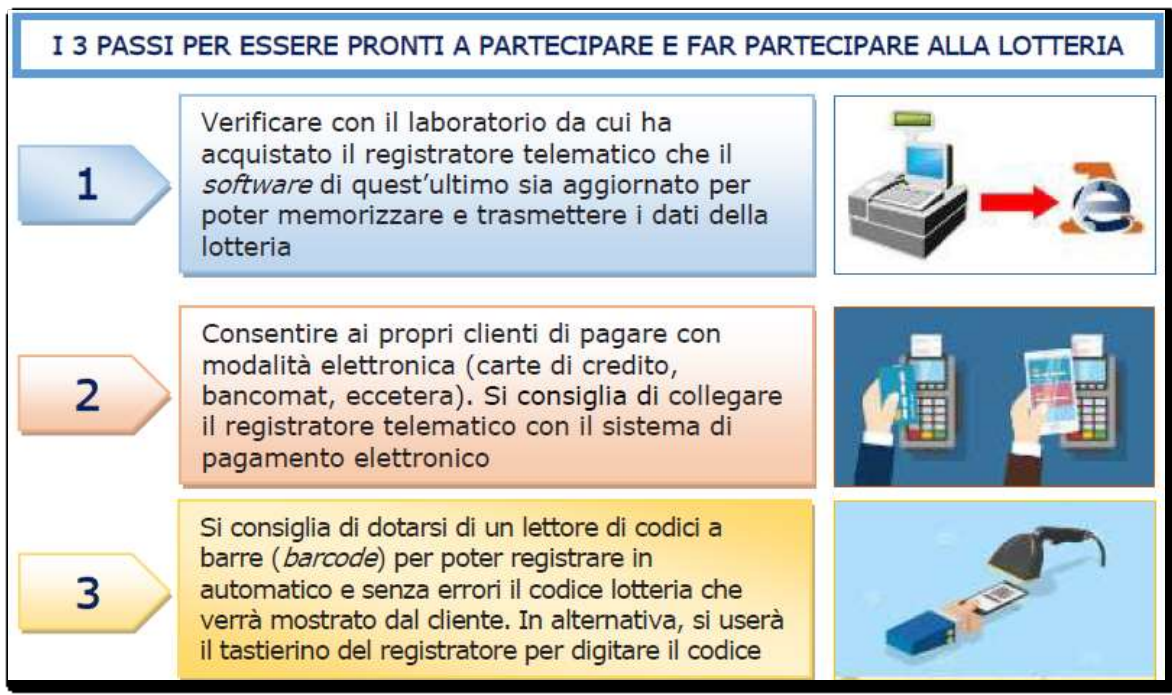 I 3 PASSI PER ESSERE PRONTI A PARTECIPARE E FAR PARTECIPARE ALLA LOTTERIA
1
Verificare con il laboratorio da cui ha
acquistato il registratore telematico che il
software di quest'ultimo sia aggiornato per
poter memorizzare e trasmettere i dati della
lotteria
2
Consentire ai propri clienti di pagare con
modalità elettronica (carte di credito,
bancomat, eccetera). Si consiglia di collegare
il registratore telematico con il sistema di
pagamento elettronico
3
Si consiglia di dotarsi di un lettore di codici a
barre (barcode) per poter registrare in
automatico e senza errori il codice lotteria che
verrà mostrato dal cliente. In alternativa, si userà
il tastierino del registratore per digitare il codice